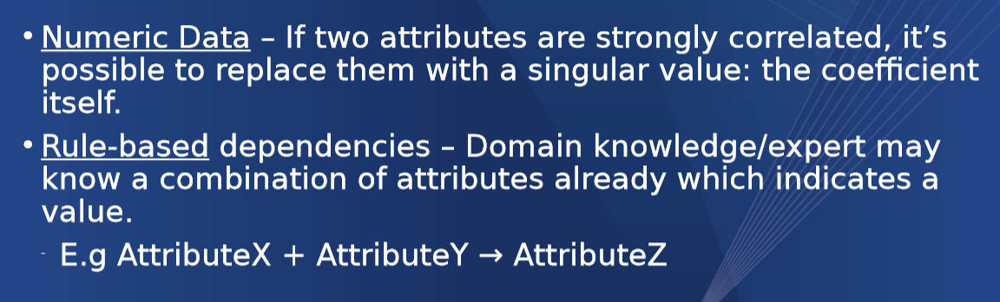 • Numeric Data – If two attributes are strongly correlated, it’s
possible to replace them with a singular value: the coefficient
itself.
• Rule-based dependencies – Domain knowledge/expert may
know a combination of attributes already which indicates a
value.
- E.g AttributeX + AttributeY → AttributeZ